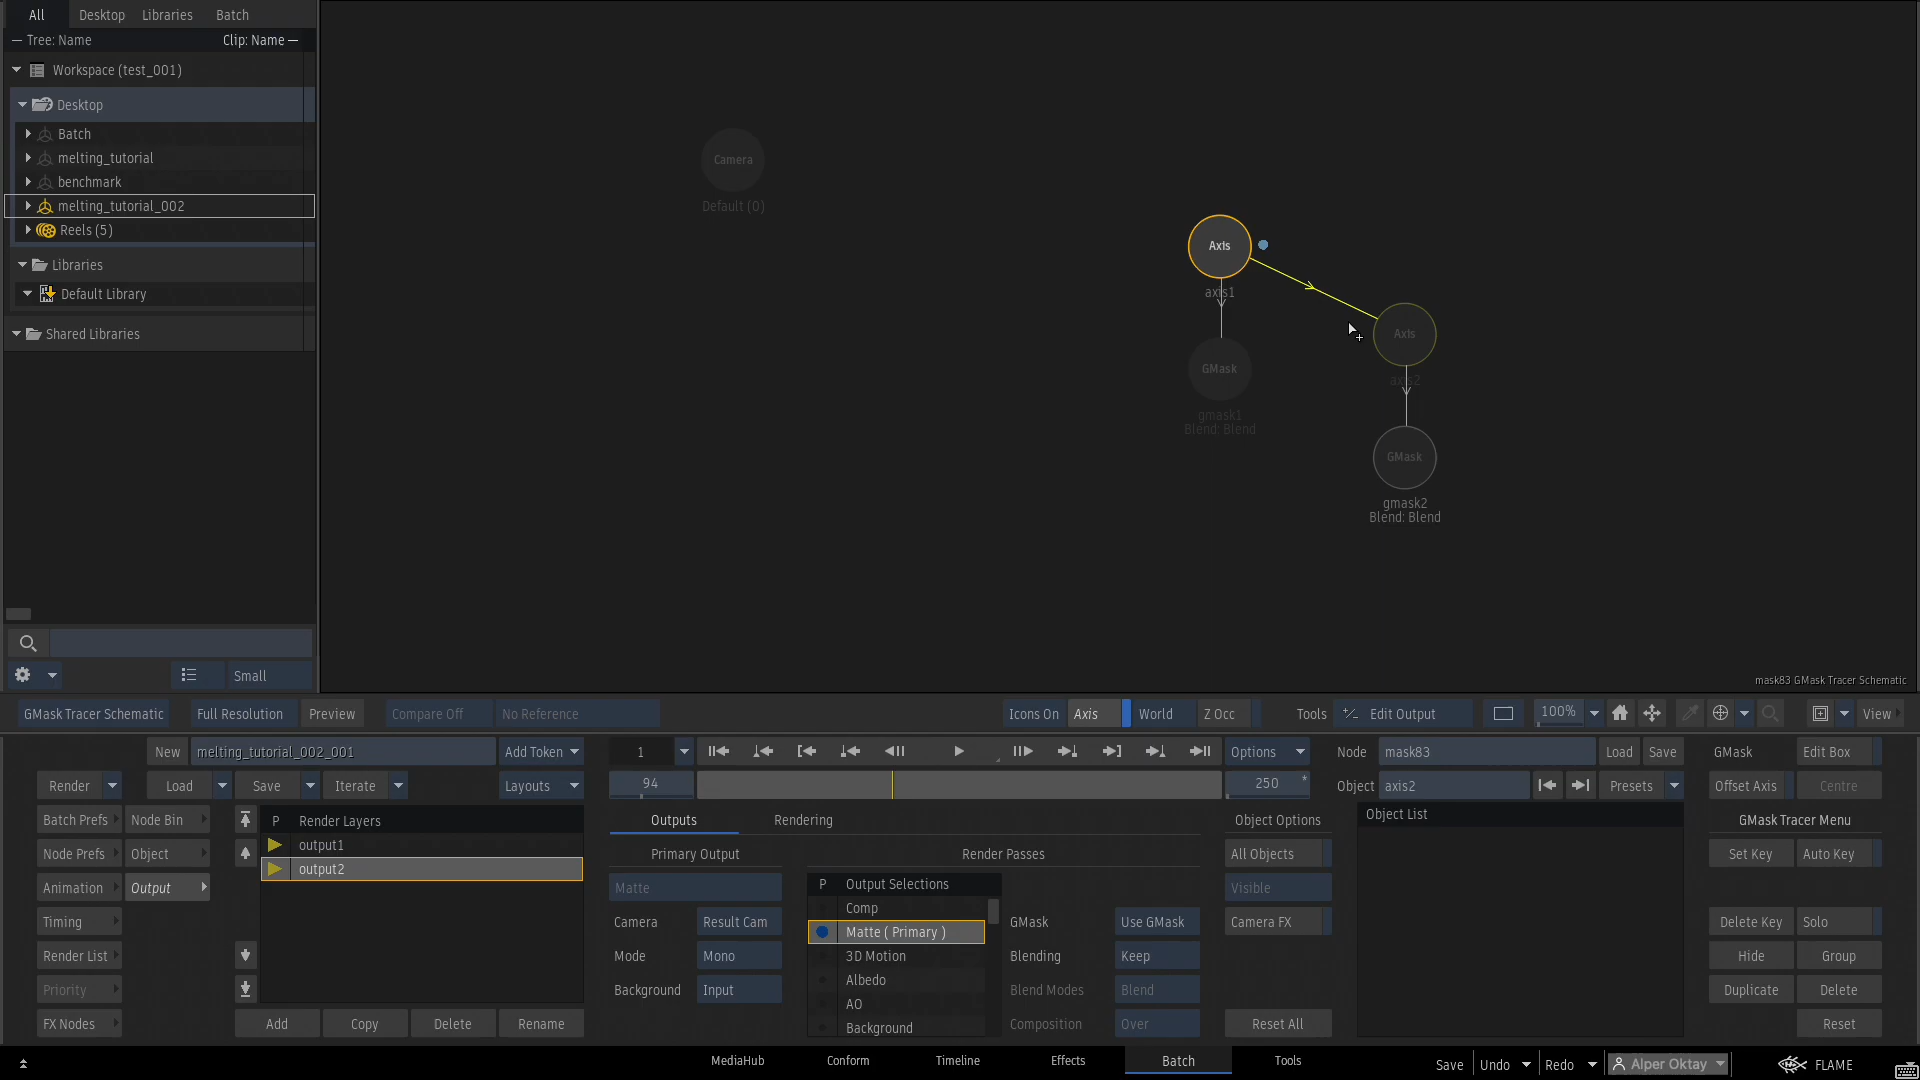 All Desktop Libraries Batch
Tree: Name Clip: Name
Workspace (test_001)
Desktop
Batch
melting_tutorial
benchmark
melting_tutorial_002
Reels (5)
Libraries
Default Library
Shared Libraries
Small
Camera
Default (0)
Axis
axis1
GMask
gmask1
Blend: Blend
Axis
axis2
GMask
gmask2
Blend: Blend
mask83 GMask Tracer Schematic
GMask Tracer Schematic Full Resolution Preview Compare Off No Reference Icons On Axis World Z Occ Tools Edit Output 100% View
New melting_tutorial_002_001 Add Token 1 Options Node mask83 Load Save GMask Edit Box
Render Load Save Iterate Layouts 94 250 * Object axis2 Presets Offset Axis Centre
Batch Prefs Node Bin P Render Layers Outputs Rendering Object Options Object List GMask Tracer Menu
Node Prefs Object output1 Primary Output Render Passes All Objects Set Key Auto Key
Animation Output output2 Matte P Output Selections Visible
Comp
Timing Camera Result Cam Matte ( Primary ) GMask Use GMask Camera FX Delete Key Solo
Render List Mode Mono 3D Motion Blending Keep Hide Group
Priority Background Input Albedo Blend Modes Blend Duplicate Delete
AO
FX Nodes Add Copy Delete Rename Background Composition Over Reset All Reset
MediaHub Conform Timeline Effects Batch Tools Save Undo Redo Alper Oktay FLAME